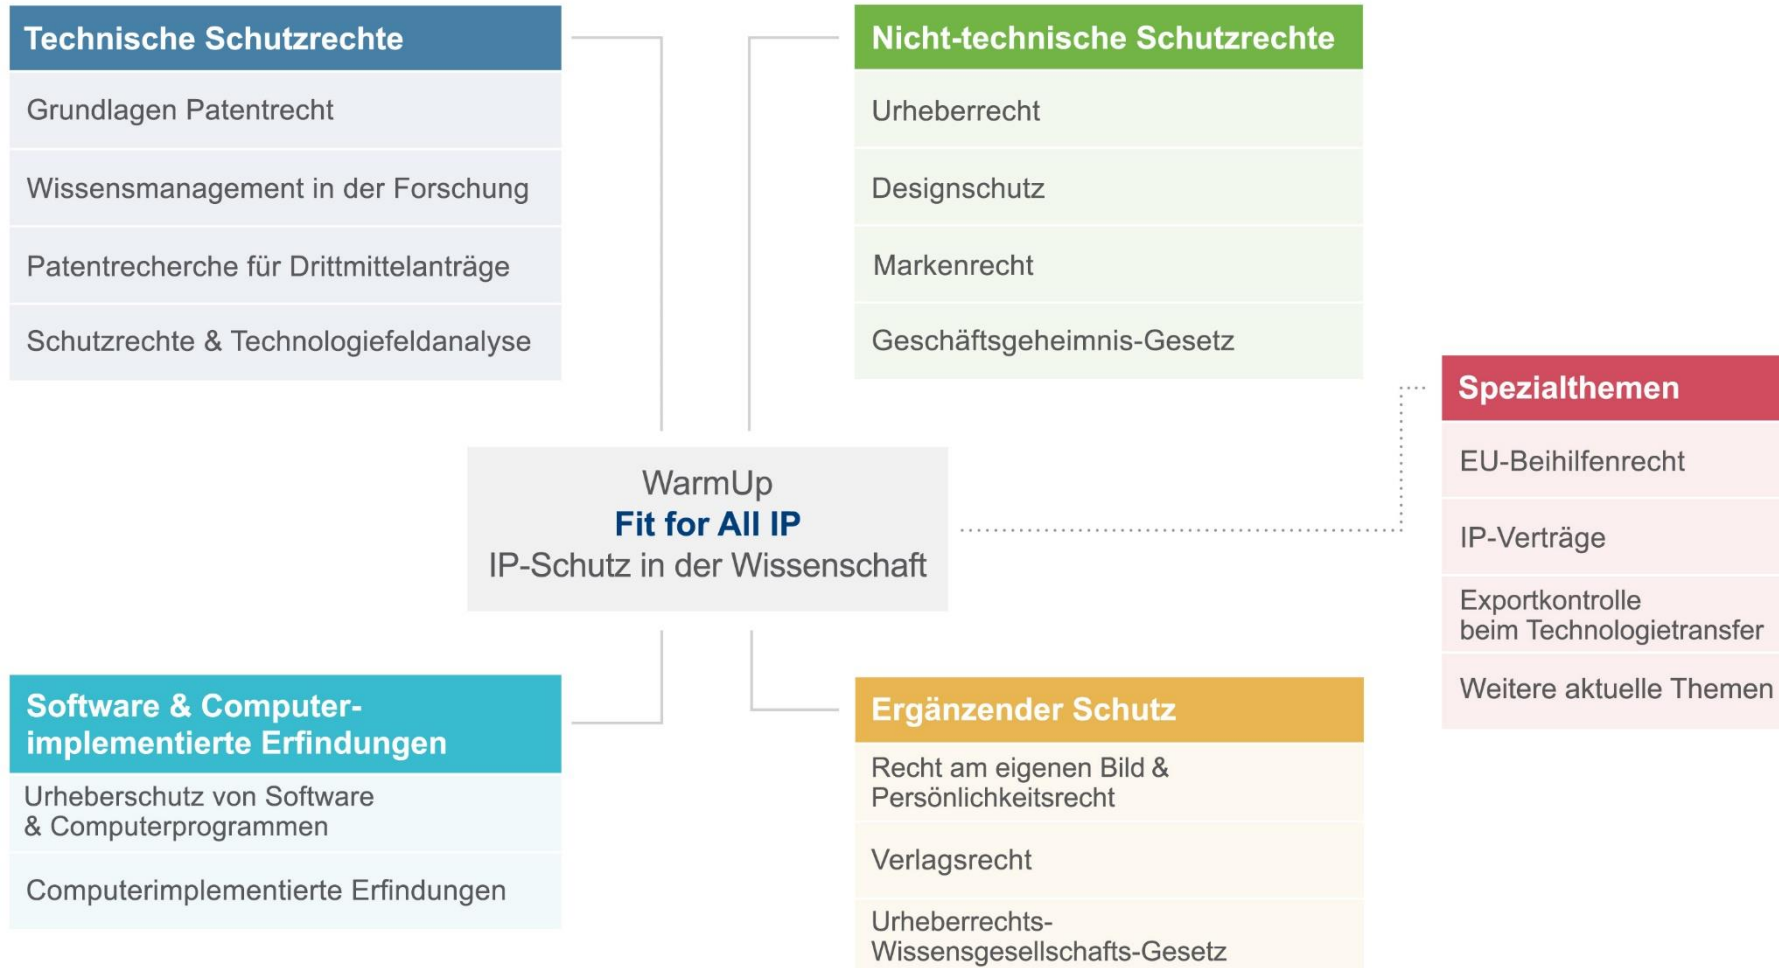 Technische Schutzrechte
Grundlagen Patentrecht
Wissensmanagement in der Forschung
Patentrecherche für Drittmittelanträge
Schutzrechte & Technologiefeldanalyse
Nicht-technische Schutzrechte
Urheberrecht
Designschutz
Markenrecht
Geschäftsgeheimnis-Gesetz
Spezialthemen
EU-Beihilfenrecht
IP-Verträge
Exportkontrolle
beim Technologietransfer
Weitere aktuelle Themen
WarmUp
Fit for All IP
IP-Schutz in der Wissenschaft
Software & Computer-
implementierte Erfindungen
Urheberschutz von Software
& Computerprogrammen
Computerimplementierte Erfindungen
Ergänzender Schutz
Recht am eigenen Bild &
Persönlichkeitsrecht
Verlagsrecht
Urheberrechts-
Wissensgesellschafts-Gesetz